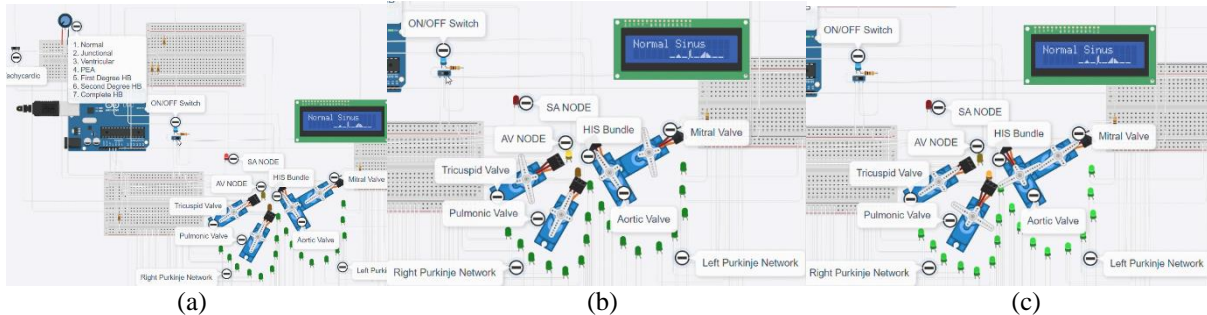 1. Normal
2. Junctional
3. Ventricular
4. PEA
5. First Degree HB
6. Second Degree HB
7. Complete HB
achycardic
ON/OFF Switch
Normal Sinus
SA NODE
AV NODE
HIS Bundle
Mitral Valve
Tricuspid Valve
Pulmonic Valve
Aortic Valve
Right Purkinje Network
Left Purkin
(a)
ON/OFF Switch
Normal Sinus
SA NODE
AV NODE
HIS Bundle
Mitral Valve
Tricuspid Valve
Pulmonic Valve
Aortic Valve
Right Purkinje Network
Left Purkinje Network
(b)
ON/OFF Switch
Normal Sinus
SA NODE
AV NODE
HIS Bundle
Mitral Valve
Tricuspid Valve
Pulmonic Valve
Aortic Valve
Right Purkinje Network
Left Purkinje Network
(c)